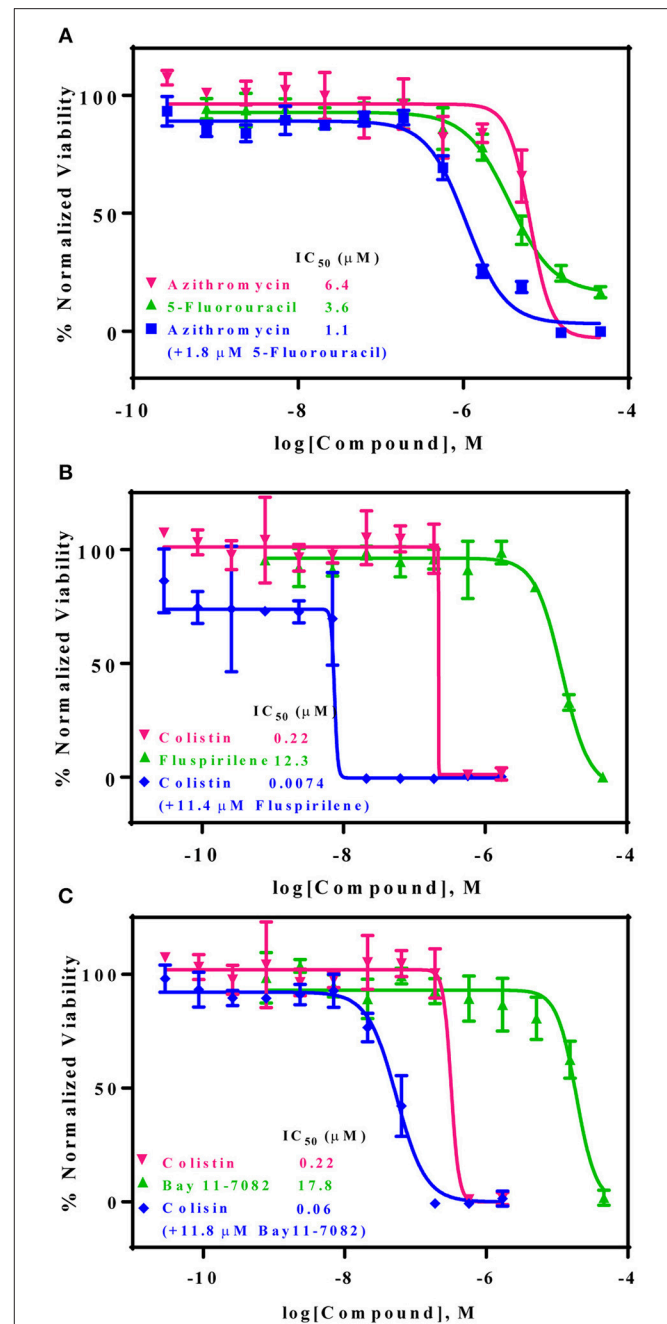 A
% Normalized Viability
100
50
0
IC50 (μM)
Azithromycin 6.4
5-Fluorouracil 3.6
Azithromycin 1.1
(+1.8 μM 5-Fluorouracil)
-10 -8 -6 -4
log[Compound], M
B
% Normalized Viability
100
50
0
IC50 (μM)
Colistin 0.22
Fluspirilene 12.3
Colistin 0.0074
(+11.4 μM Fluspirilene)
-10 -8 -6 -4
log[Compound], M
C
% Normalized Viability
100
50
0
IC50 (μM)
Colistin 0.22
Bay 11-7082 17.8
Colisin 0.06
(+11.8 μM Bay11-7082)
-10 -8 -6 -4
log[Compound], M